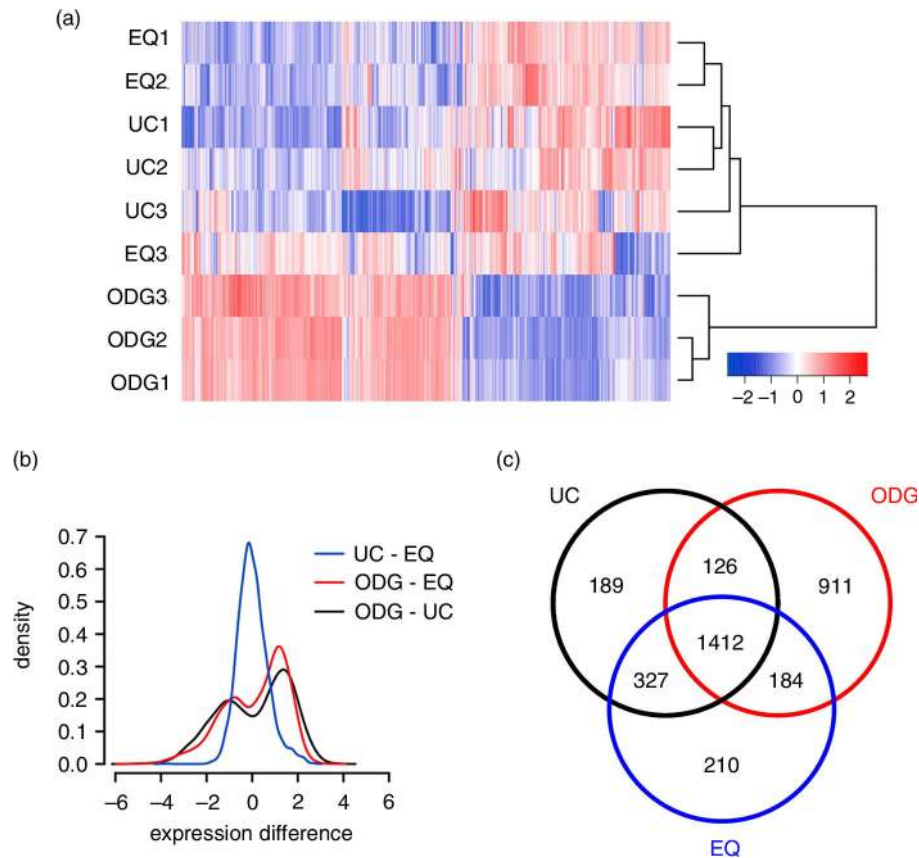 (a)
EQ1
EQ2
UC1
UC2
UC3
EQ3
ODG3
ODG2
ODG1
−2 −1 0 1 2
(b)
0.7
0.6
0.5
0.4
0.3
0.2
0.1
0.0
density
−6 −4 −2 0 2 4 6
expression difference
UC - EQ
ODG - EQ
ODG - UC
(c)
UC ODG
189 126 911
1412
327 184
210
EQ